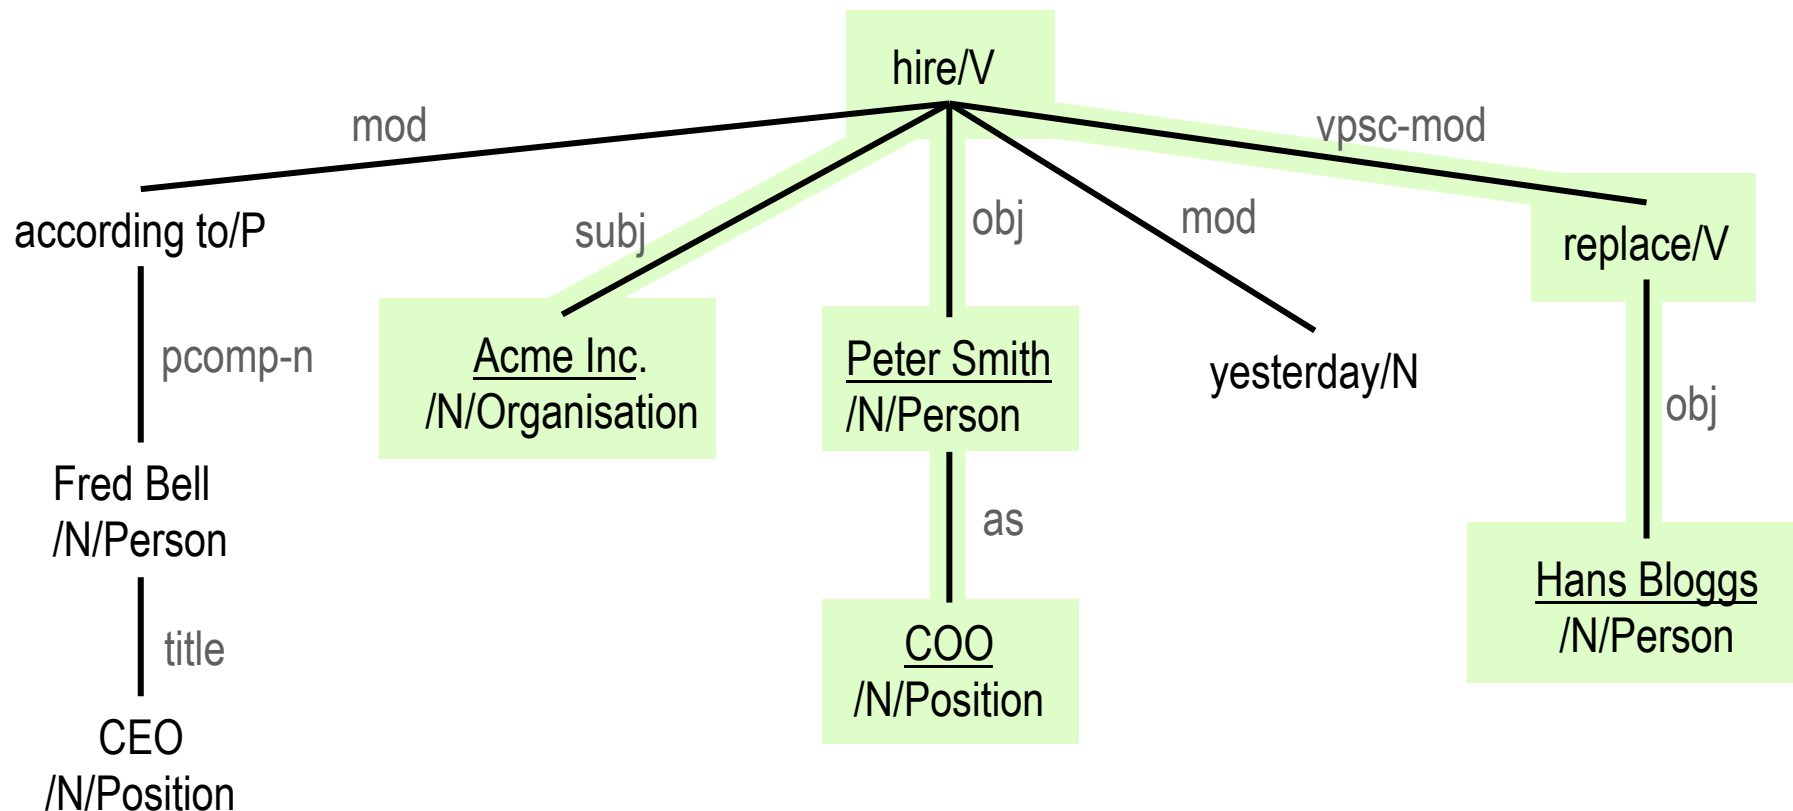 hire/V
mod
vpsc-mod
according to/P
subj
obj
mod
replace/V
pcomp-n
Acme Inc.
/N/Organisation
Peter Smith
/N/Person
yesterday/N
obj
Fred Bell
/N/Person
as
Hans Bloggs
/N/Person
title
COO
/N/Position
CEO
/N/Position